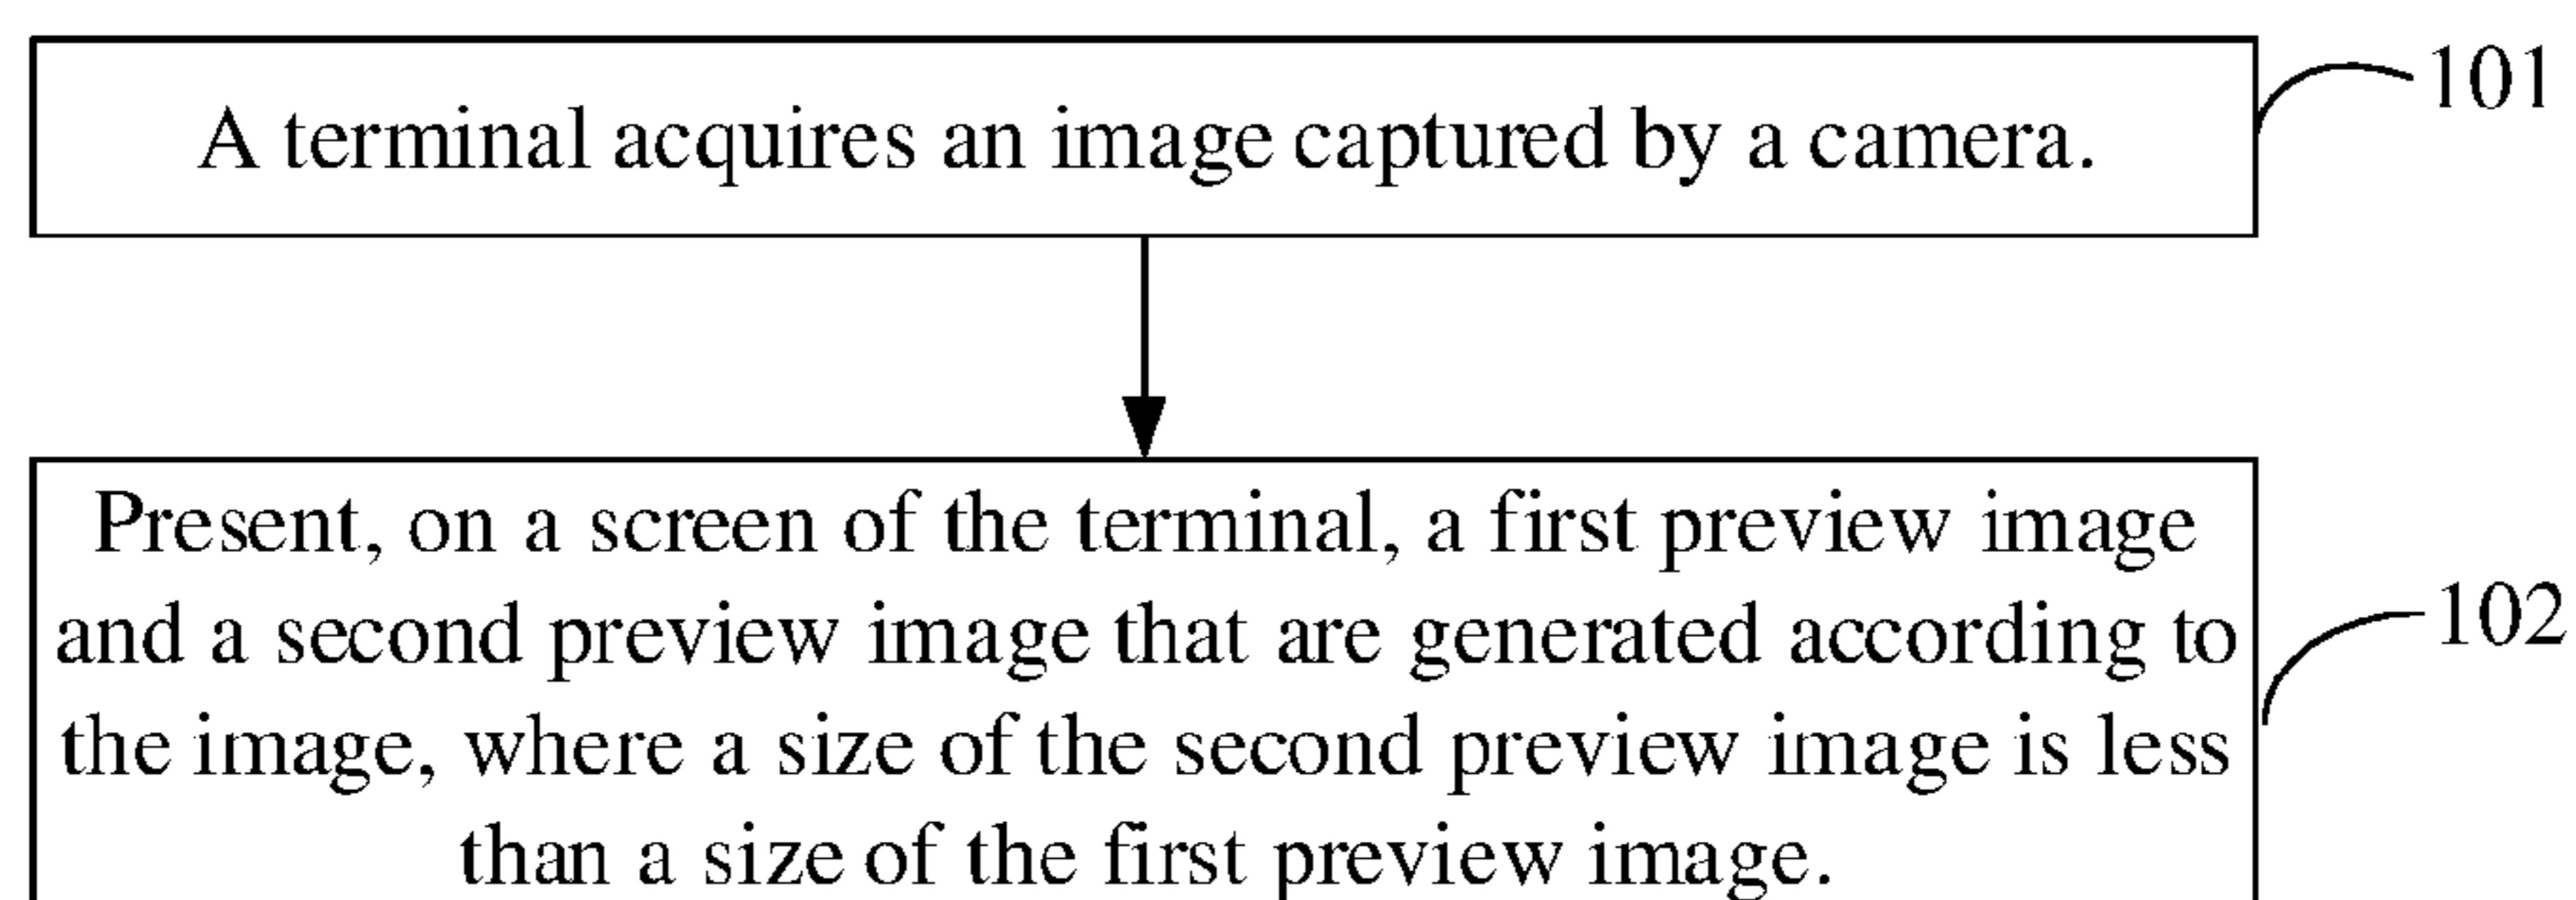 A terminal acquires an image captured by a camera.
101
Present, on a screen of the terminal, a first preview image
and a second preview image that are generated according to
the image, where a size of the second preview image is less
than a size of the first preview image.
102